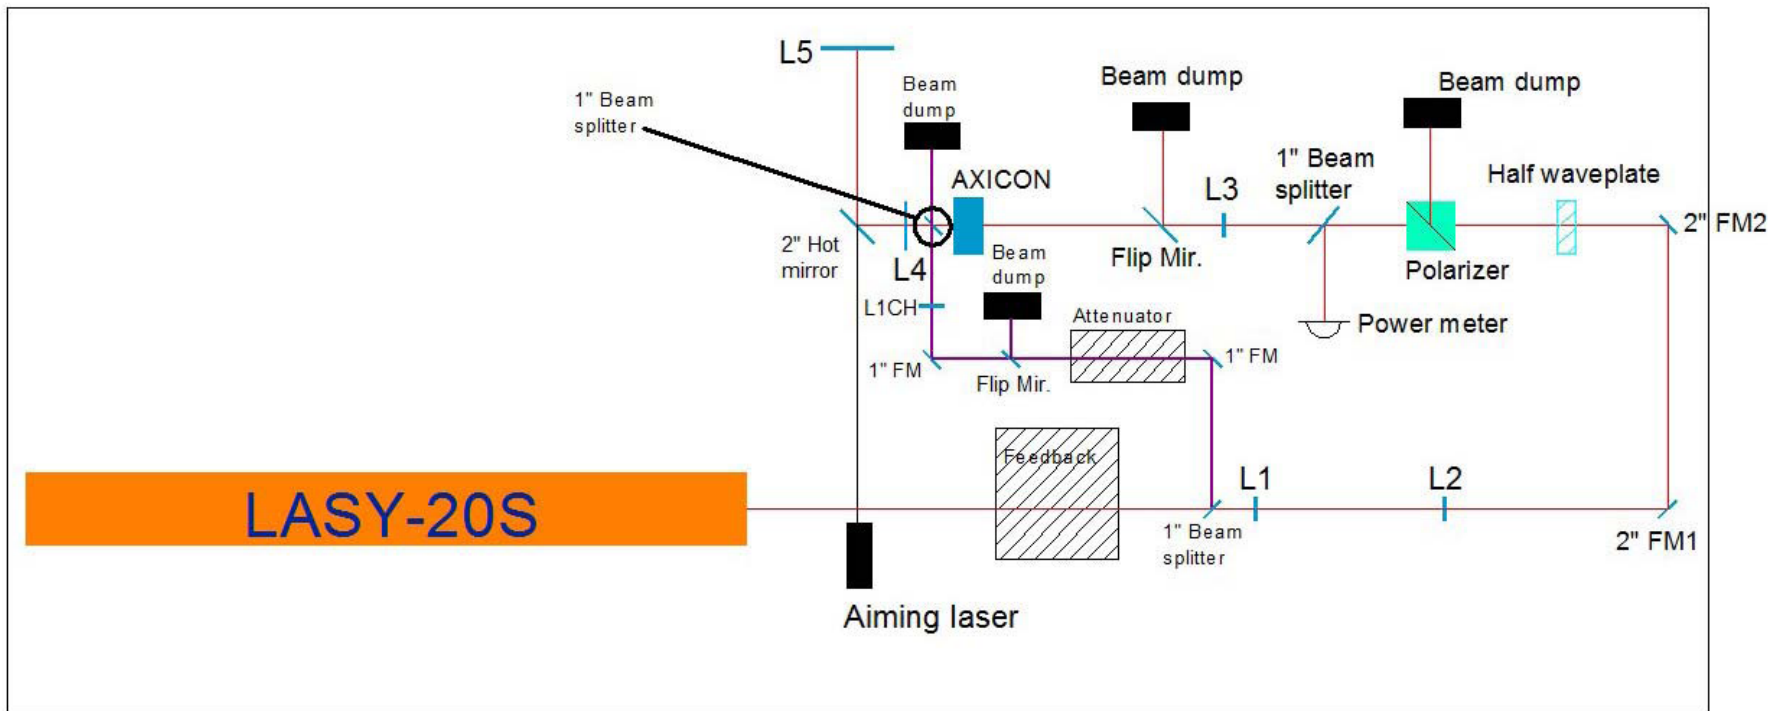 L5
Beam
dump
Beam dump
Beam dump
1" Beam
splitter
AXICON
L3
1" Beam
splitter
Half waveplate
2" FM2
2" Hot
mirror
L4
Beam
dump
Flip Mir.
Polarizer
L1CH
Attenuator
Power meter
1" FM
Flip Mir.
1" FM
Feedback
L1
L2
LASY-20S
1" Beam
splitter
2" FM1
Aiming laser